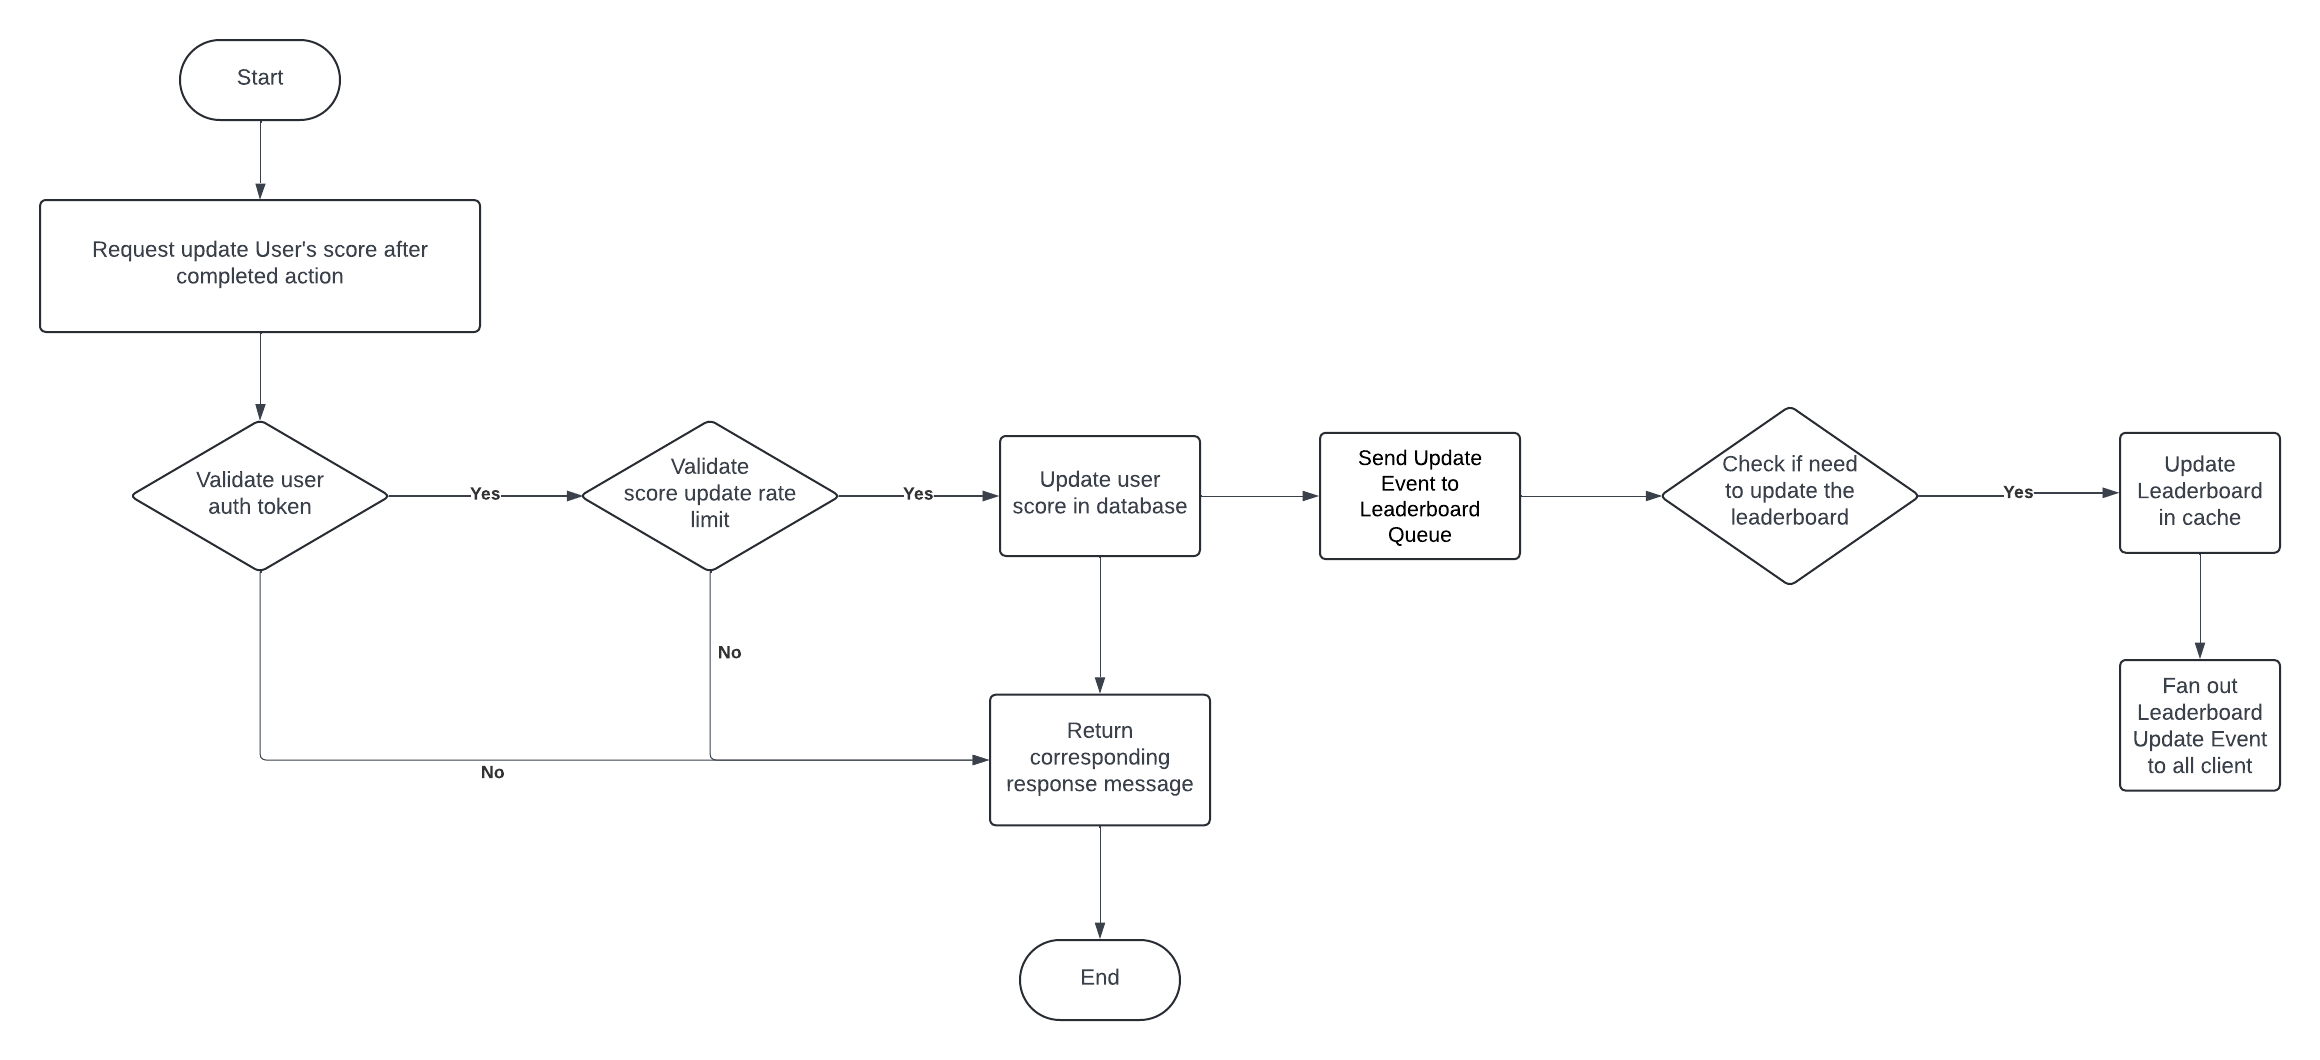 Start
Request update User's score after
completed action
Validate user
auth token
Yes
Validate
score update rate
limit
Yes
Update user
score in database
Send Update
Event to
Leaderboard
Queue
Check if need
to update the
leaderboard
Yes
Update
Leaderboard
in cache
No
No
Return
corresponding
response message
Fan out
Leaderboard
Update Event
to all client
End